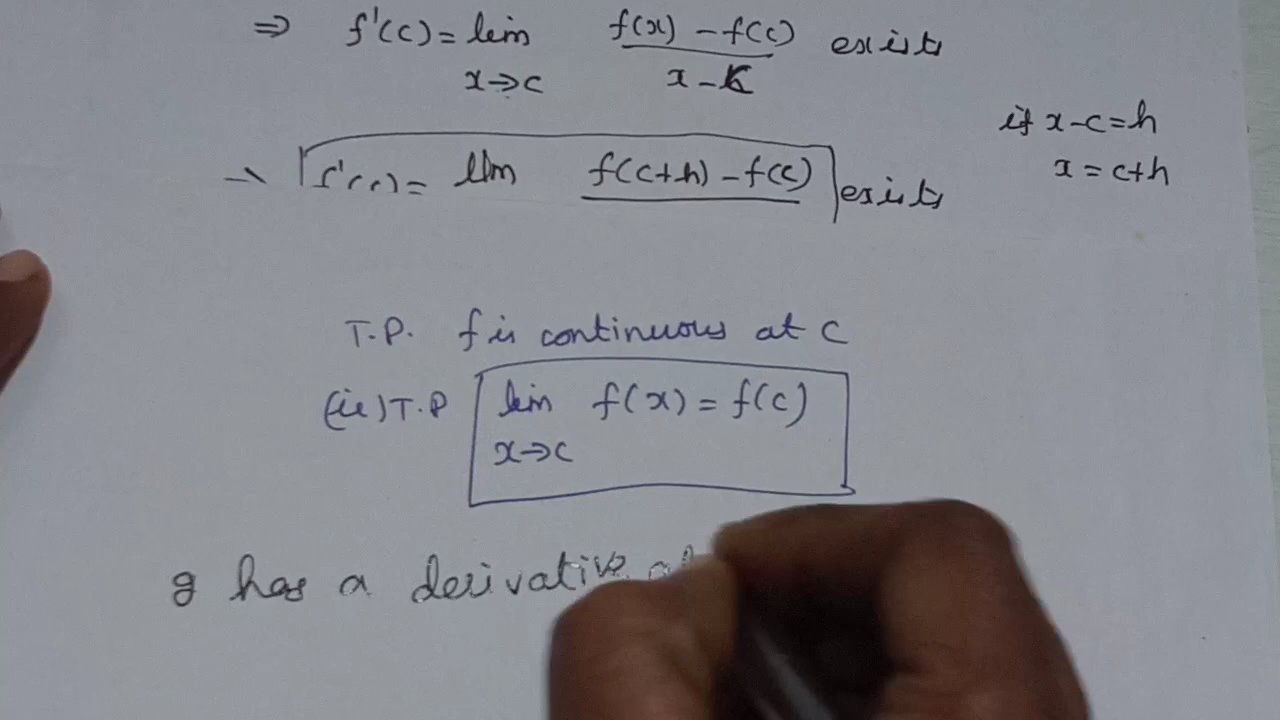 ⇒ f'(c) = lim f(x) - f(c) exists
x→c x - c
if x - c = h
f'(c) = lim f(c+h) - f(c) exists
x = c+h
T.P. f is continuous at c
(ie) T.P lim f(x) = f(c)
x→c
g has a derivative